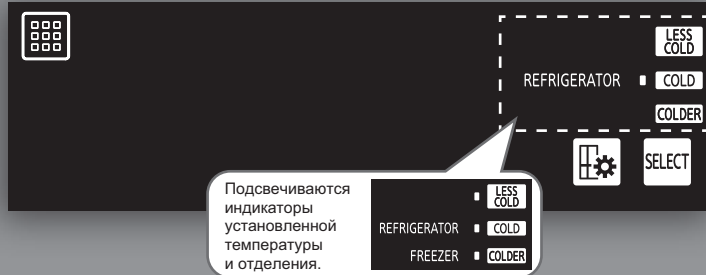 LESS
COLD
REFRIGERATOR COLD
COLDER
SELECT
Подсвечиваются
индикаторы
установленной
температуры
и отделения.
LESS
COLD
REFRIGERATOR COLD
FREEZER COLDER